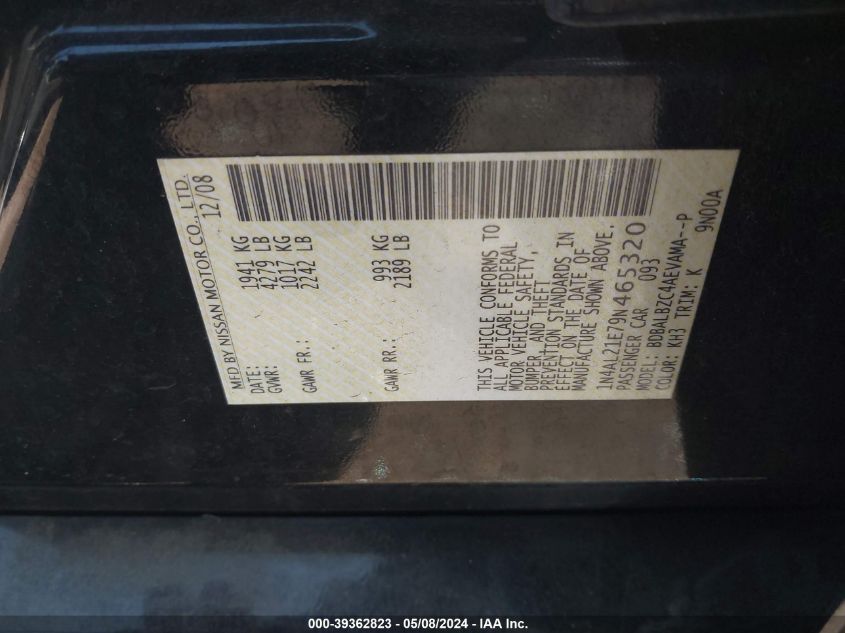 MFD BY NISSAN MOTOR CO., LTD.
DATE: 12/08
GVWR: 1941 KG
4279 LB
GAWR FR.: 1017 KG
2242 LB
GAWR RR.: 993 KG
2189 LB
THIS VEHICLE CONFORMS TO
ALL APPLICABLE FEDERAL
MOTOR VEHICLE SAFETY,
BUMPER, AND THEFT
PREVENTION STANDARDS IN
EFFECT ON THE DATE OF
MANUFACTURE SHOWN ABOVE.
1N4AL21E79N465320
PASSENGER CAR 093
MODEL: BDBALBZC4AEVAMA--P
COLOR: KH3 TRIM: K 9N00A
000-39362823 - 05/08/2024 - IAA Inc.